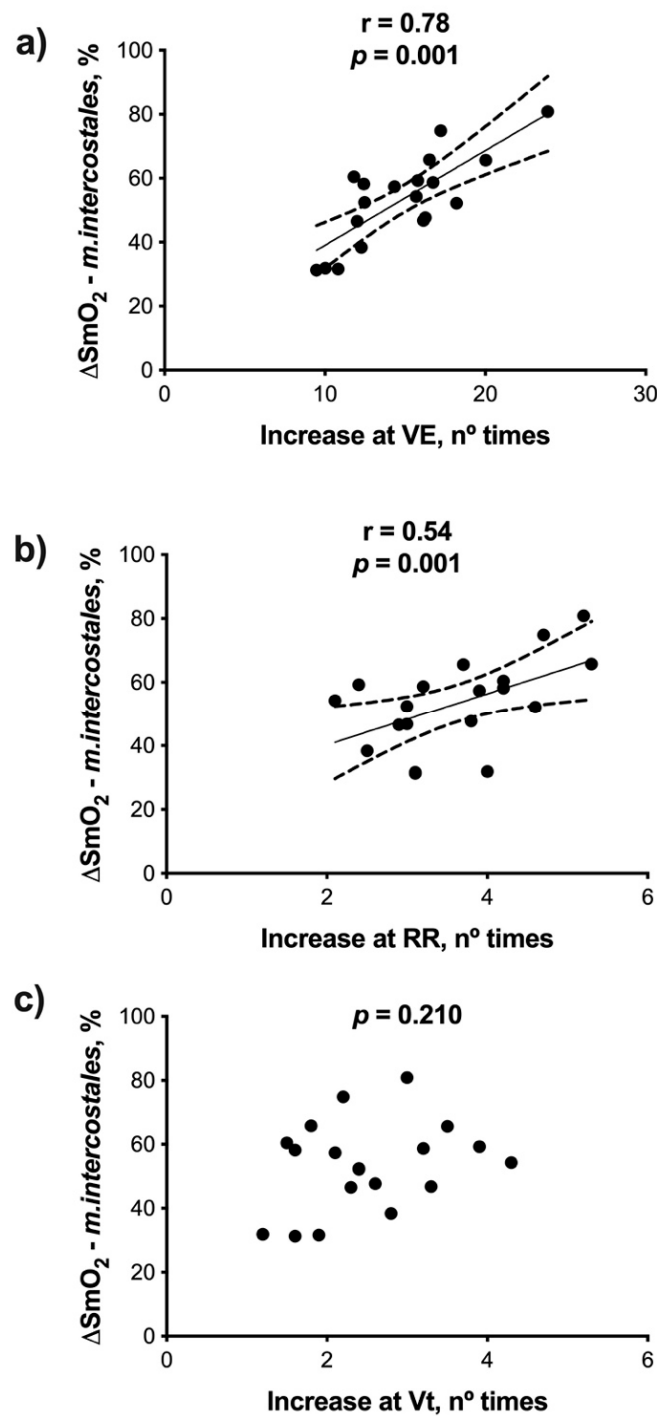 a)
r = 0.78
p = 0.001
ΔSmO₂ - m.intercostales, %
100
80
60
40
20
0
0
10
20
30
Increase at VE, nº times
b)
r = 0.54
p = 0.001
ΔSmO₂ - m.intercostales, %
100
80
60
40
20
0
0
2
4
6
Increase at RR, nº times
c)
p = 0.210
ΔSmO₂ - m.intercostales, %
100
80
60
40
20
0
0
2
4
6
Increase at Vt, nº times